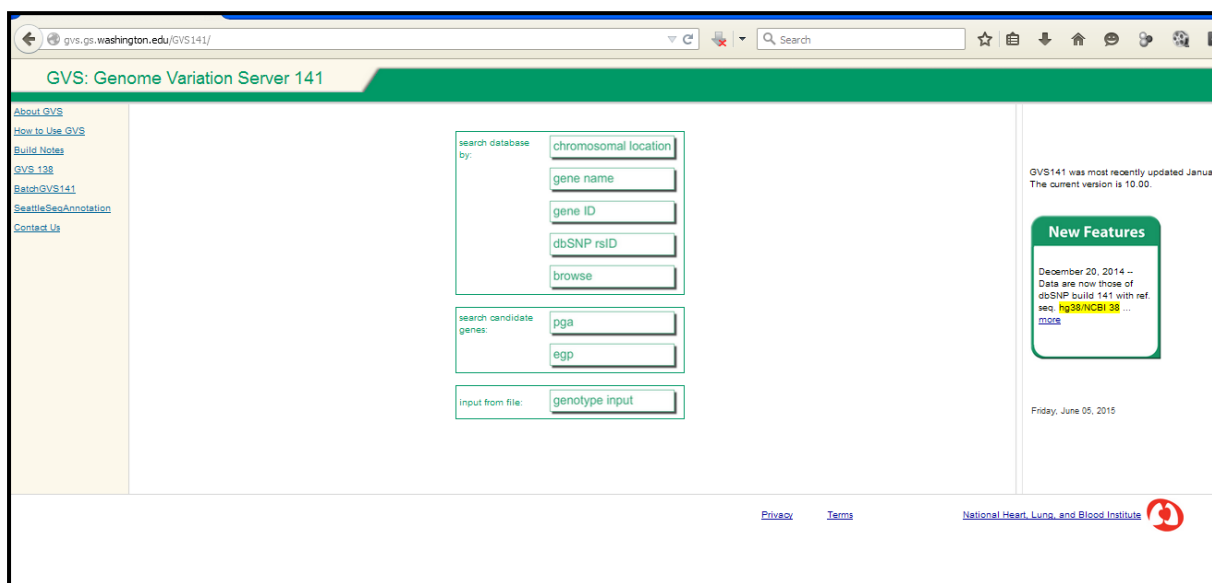 gvs.gs.washington.edu/GVS141/
Search
GVS: Genome Variation Server 141
About GVS
How to Use GVS
Build Notes
GVS 138
BatchGVS141
SeattleSeqAnnotation
Contact Us
search database
by:
chromosomal location
gene name
gene ID
dbSNP rsID
browse
search candidate
genes:
pga
egp
input from file:
genotype input
GVS141 was most recently updated Janua
The current version is 10.00.
New Features
December 20, 2014 --
Data are now those of
dbSNP build 141 with ref.
seq. hg38/NCBI 38 ...
more
Friday, June 05, 2015
Privacy
Terms
National Heart, Lung, and Blood Institute